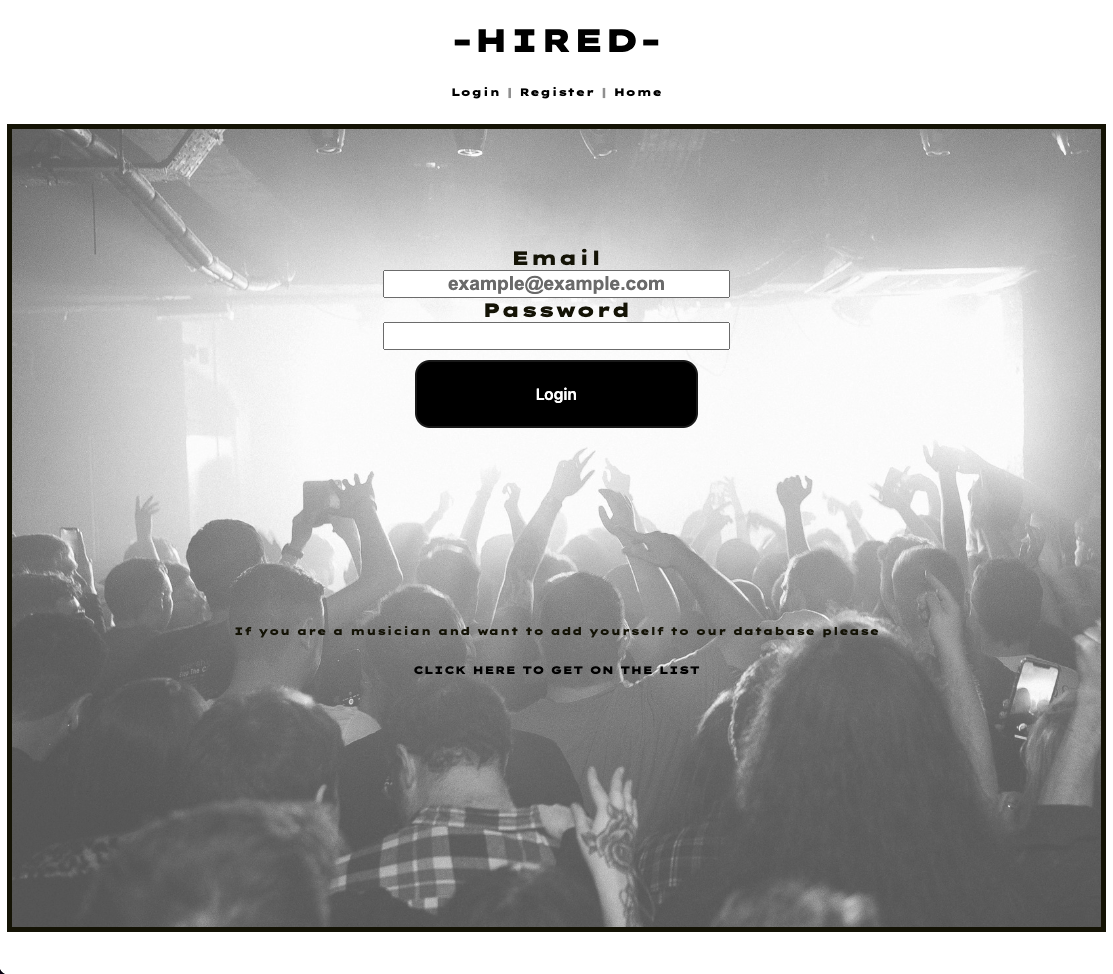 -HIRED-
Login | Register | Home
Email
example@example.com
Password
Login
If you are a musician and want to add yourself to our database please
CLICK HERE TO GET ON THE LIST